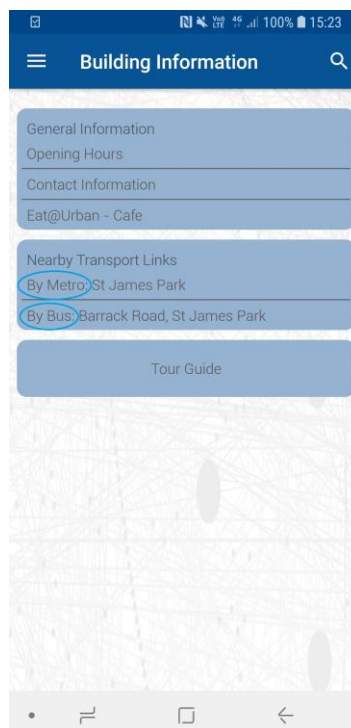 100% 15:23
Building Information
General Information
Opening Hours
Contact Information
Eat@Urban - Cafe
Nearby Transport Links
By Metro: St James Park
By Bus: Barrack Road, St James Park
Tour Guide